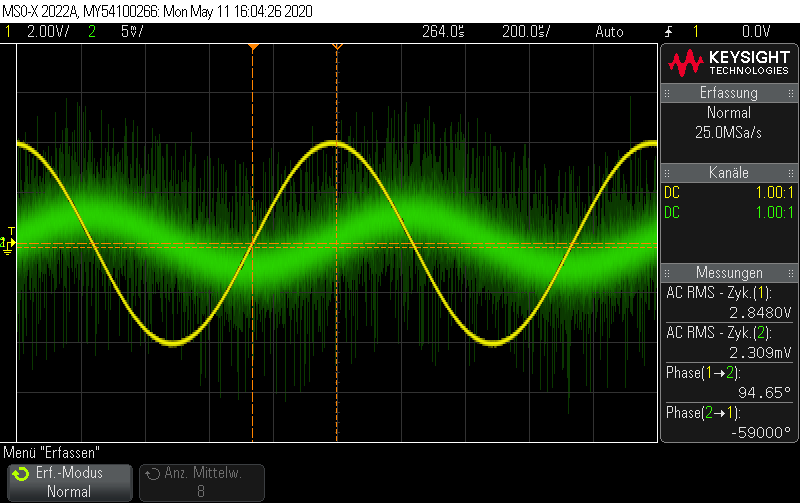 MSO-X 2022A, MY54100266: Mon May 11 16:04:26 2020
1 2.00V/ 2 5mV/ 264.0µs 200.0µs/ Auto 1 0.0V
KEYSIGHT
TECHNOLOGIES
Erfassung
Normal
25.0MSa/s
Kanäle
DC 1.00:1
DC 1.00:1
Messungen
AC RMS - Zyk.(1):
2.8480V
AC RMS - Zyk.(2):
2.309mV
Phase(1→2):
94.65°
Phase(2→1):
-59000°
T
2
Menü "Erfassen"
Erf.-Modus
Normal
Anz. Mittelw.
8